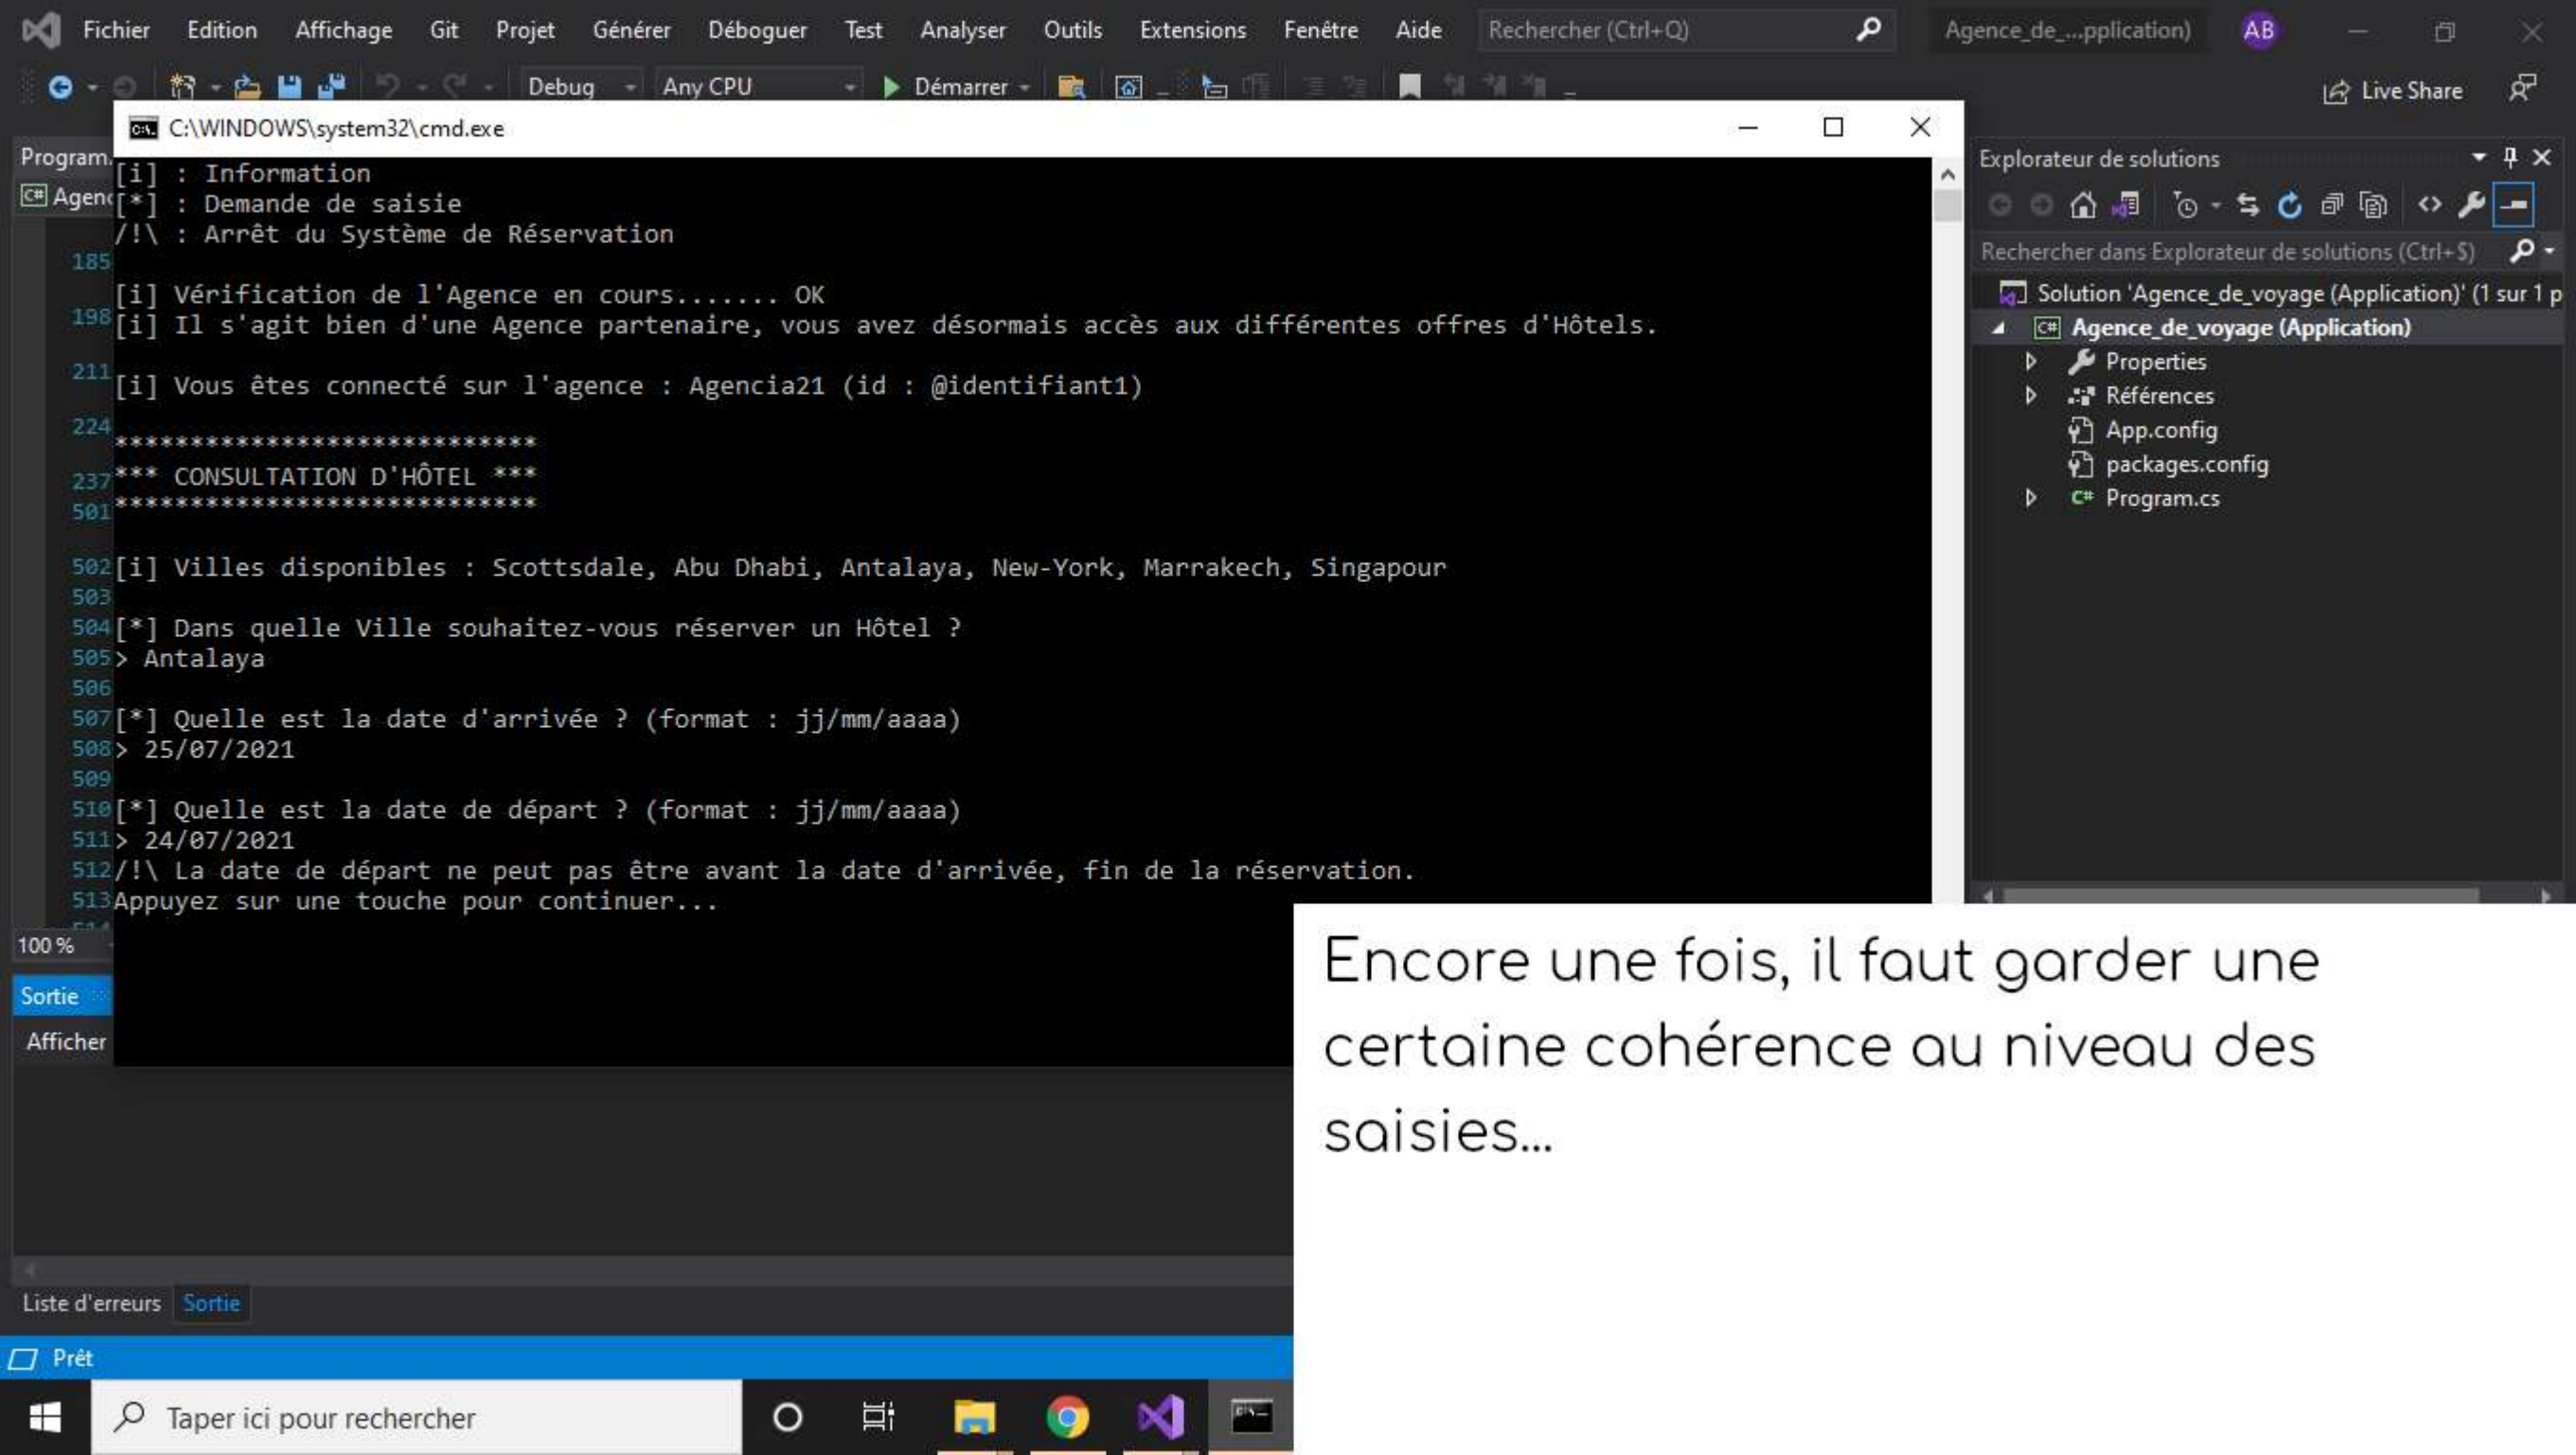 Fichier Edition Affichage Git Projet Générer Déboguer Test Analyser Outils Extensions Fenêtre Aide Rechercher (Ctrl+Q) Agence_de_...pplication) AB
Debug Any CPU Démarrer Live Share
C:\WINDOWS\system32\cmd.exe
Program.
C# Agenc
[i] : Information
[*] : Demande de saisie
/!\ : Arrêt du Système de Réservation
185
[i] Vérification de l'Agence en cours....... OK
198
[i] Il s'agit bien d'une Agence partenaire, vous avez désormais accès aux différentes offres d'Hôtels.
211
[i] Vous êtes connecté sur l'agence : Agencia21 (id : @identifiant1)
224
****************************
237 *** CONSULTATION D'HÔTEL ***
501 ****************************
502 [i] Villes disponibles : Scottsdale, Abu Dhabi, Antalaya, New-York, Marrakech, Singapour
503
504 [*] Dans quelle Ville souhaitez-vous réserver un Hôtel ?
505 > Antalaya
506
507 [*] Quelle est la date d'arrivée ? (format : jj/mm/aaaa)
508 > 25/07/2021
509
510 [*] Quelle est la date de départ ? (format : jj/mm/aaaa)
511 > 24/07/2021
512 /!\ La date de départ ne peut pas être avant la date d'arrivée, fin de la réservation.
513 Appuyez sur une touche pour continuer...
100 %
Explorateur de solutions
Rechercher dans Explorateur de solutions (Ctrl+$)
Solution 'Agence_de_voyage (Application)' (1 sur 1 p
C# Agence_de_voyage (Application)
Properties
Références
App.config
packages.config
C# Program.cs
Sortie
Afficher
Encore une fois, il faut garder une
certaine cohérence au niveau des
saisies...
Liste d'erreurs Sortie
Prêt
Taper ici pour rechercher